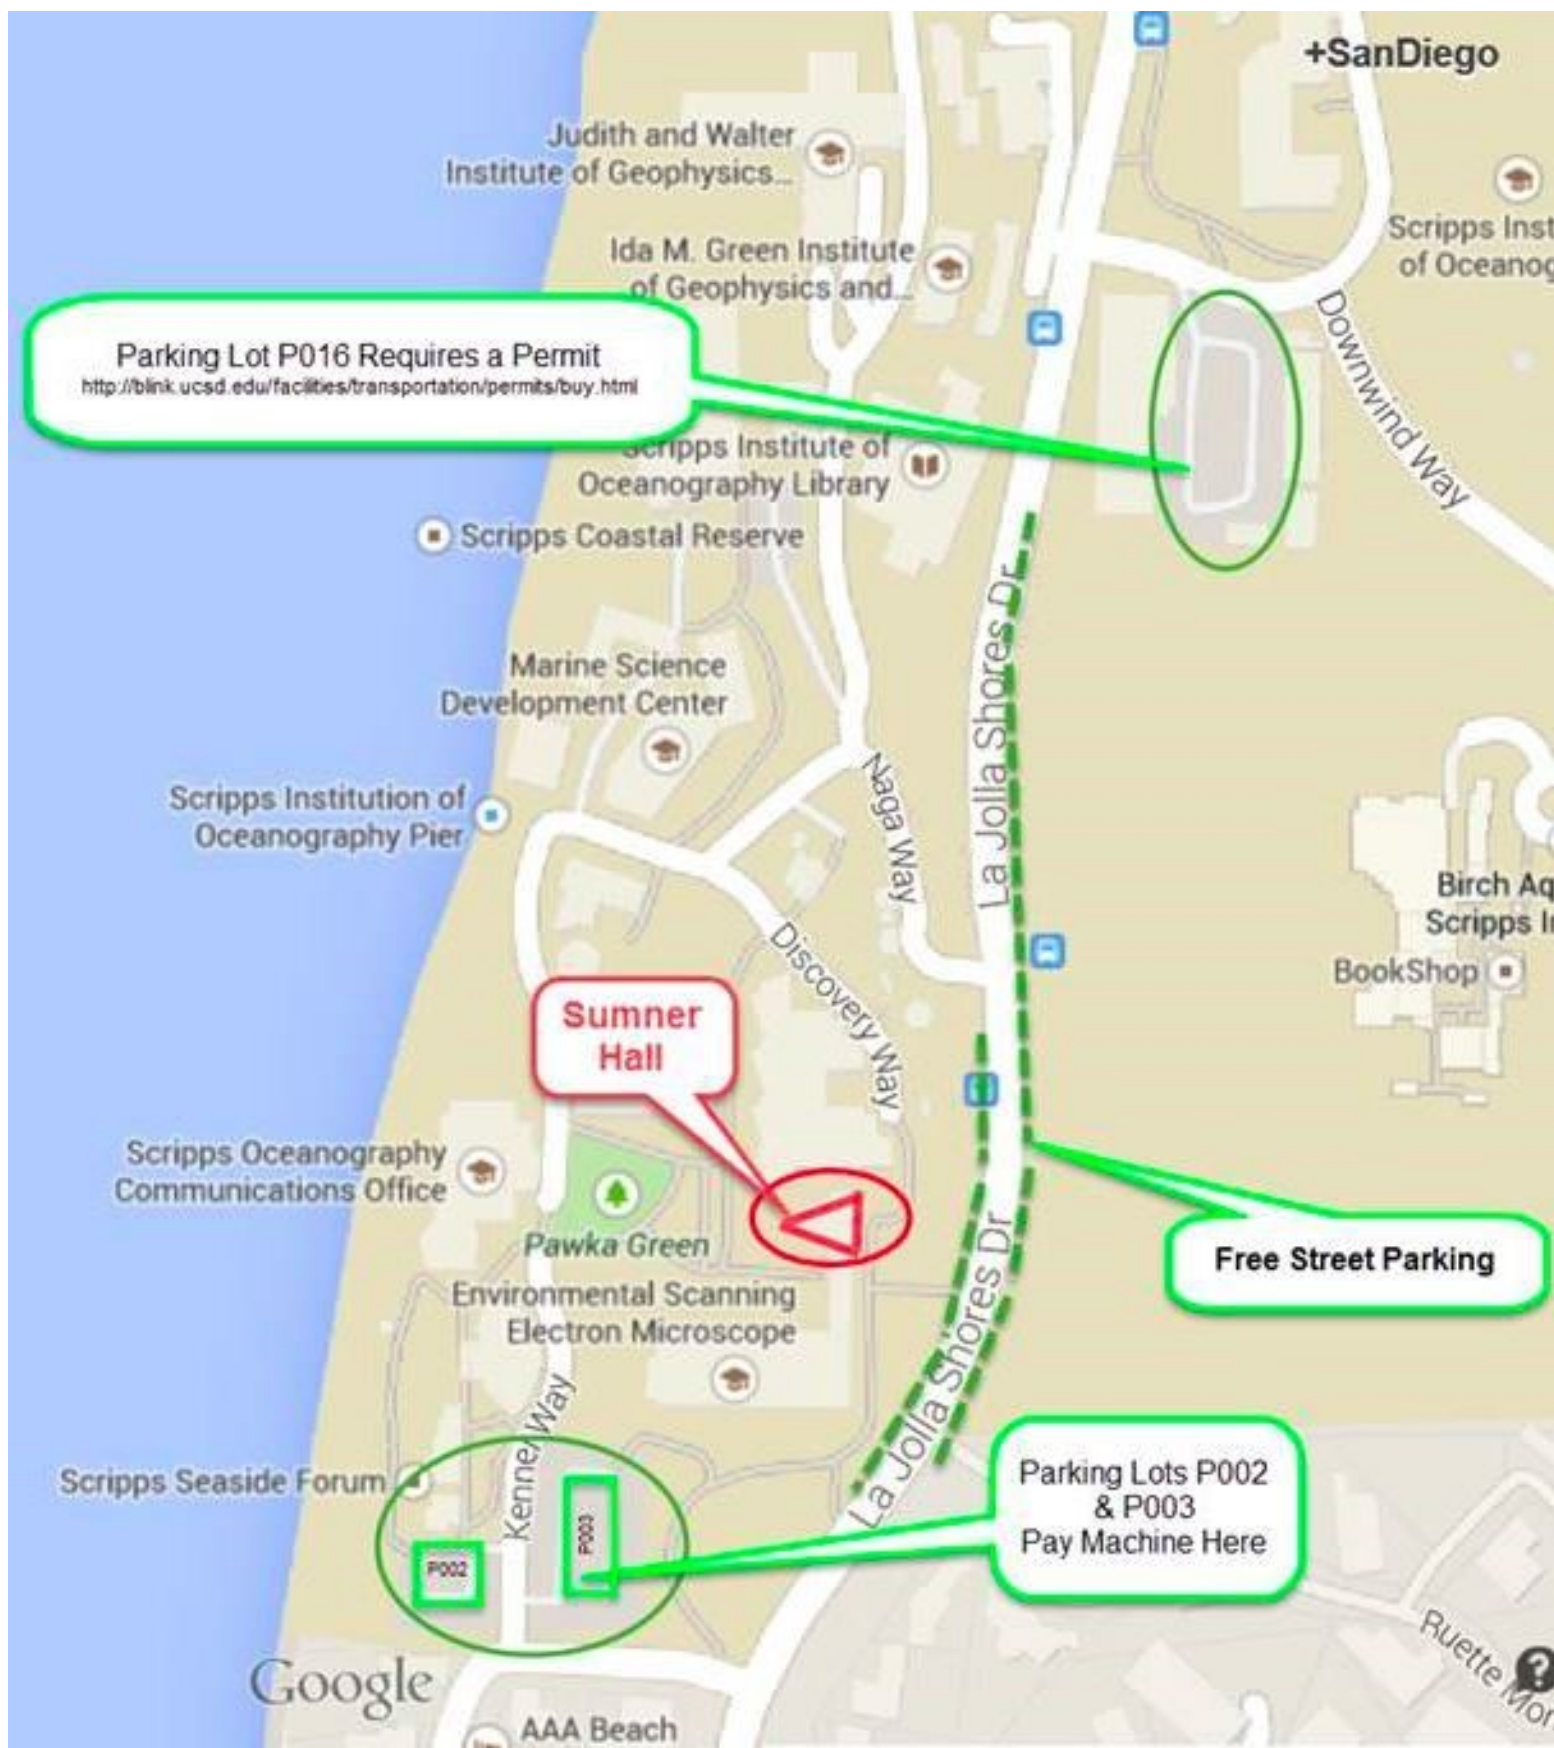 +SanDiego
Judith and Walter
Institute of Geophysics...
Scripps Inst
of Oceanog
Ida M. Green Institute
of Geophysics and...
Parking Lot P016 Requires a Permit
http://blink.ucsd.edu/facilities/transportation/permits/buy.html
Downwind Way
Scripps Institute of
Oceanography Library
Scripps Coastal Reserve
La Jolla Shores Dr
Marine Science
Development Center
Naga Way
Scripps Institution of
Oceanography Pier
Birch Aq
Scripps I
BookShop
Discovery Way
Sumner
Hall
Scripps Oceanography
Communications Office
Pawka Green
Free Street Parking
Environmental Scanning
Electron Microscope
La Jolla Shores Dr
Kennel Way
Scripps Seaside Forum
P003
P002
Parking Lots P002
& P003
Pay Machine Here
Ruette Mon
Google
AAA Beach